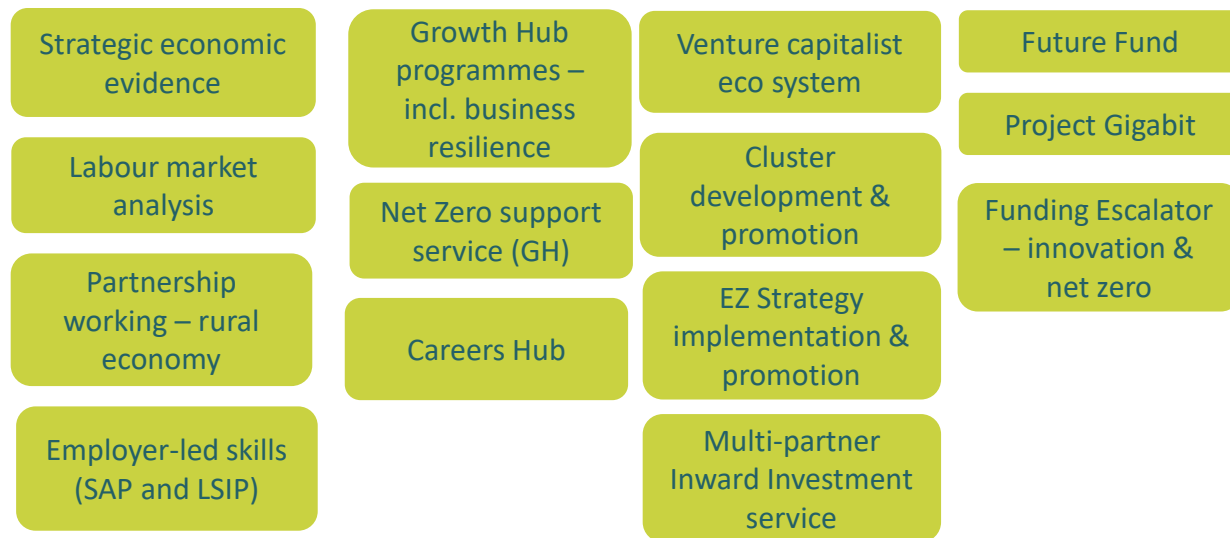 Strategic economic
evidence
Labour market
analysis
Partnership
working – rural
economy
Employer-led skills
(SAP and LSIP)
Growth Hub
programmes –
incl. business
resilience
Net Zero support
service (GH)
Careers Hub
Venture capitalist
eco system
Cluster
development &
promotion
EZ Strategy
implementation &
promotion
Multi-partner
Inward Investment
service
Future Fund
Project Gigabit
Funding Escalator
– innovation &
net zero